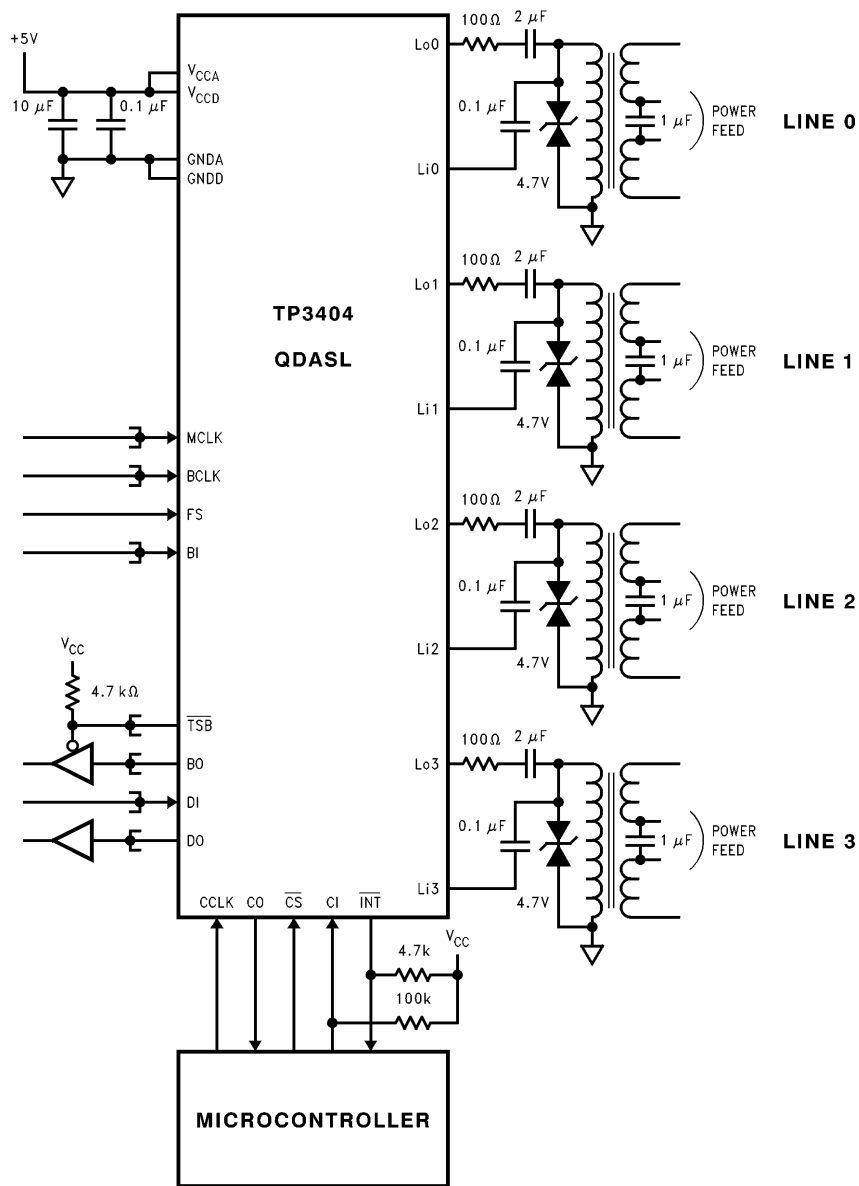 +5V
10 µF
0.1 µF
VCCA
VCCD
GNDA
GNDD
TP3404
QDASL
MCLK
BCLK
FS
BI
VCC
4.7 kΩ
TSB
BO
DI
DO
CCLK
CO
CS
CI
INT
VCC
4.7k
100k
MICROCONTROLLER
Lo0
100Ω
2 µF
0.1 µF
Li0
4.7V
1 µF
POWER
FEED
LINE 0
Lo1
100Ω
2 µF
0.1 µF
Li1
4.7V
1 µF
POWER
FEED
LINE 1
Lo2
100Ω
2 µF
0.1 µF
Li2
4.7V
1 µF
POWER
FEED
LINE 2
Lo3
100Ω
2 µF
0.1 µF
Li3
4.7V
1 µF
POWER
FEED
LINE 3